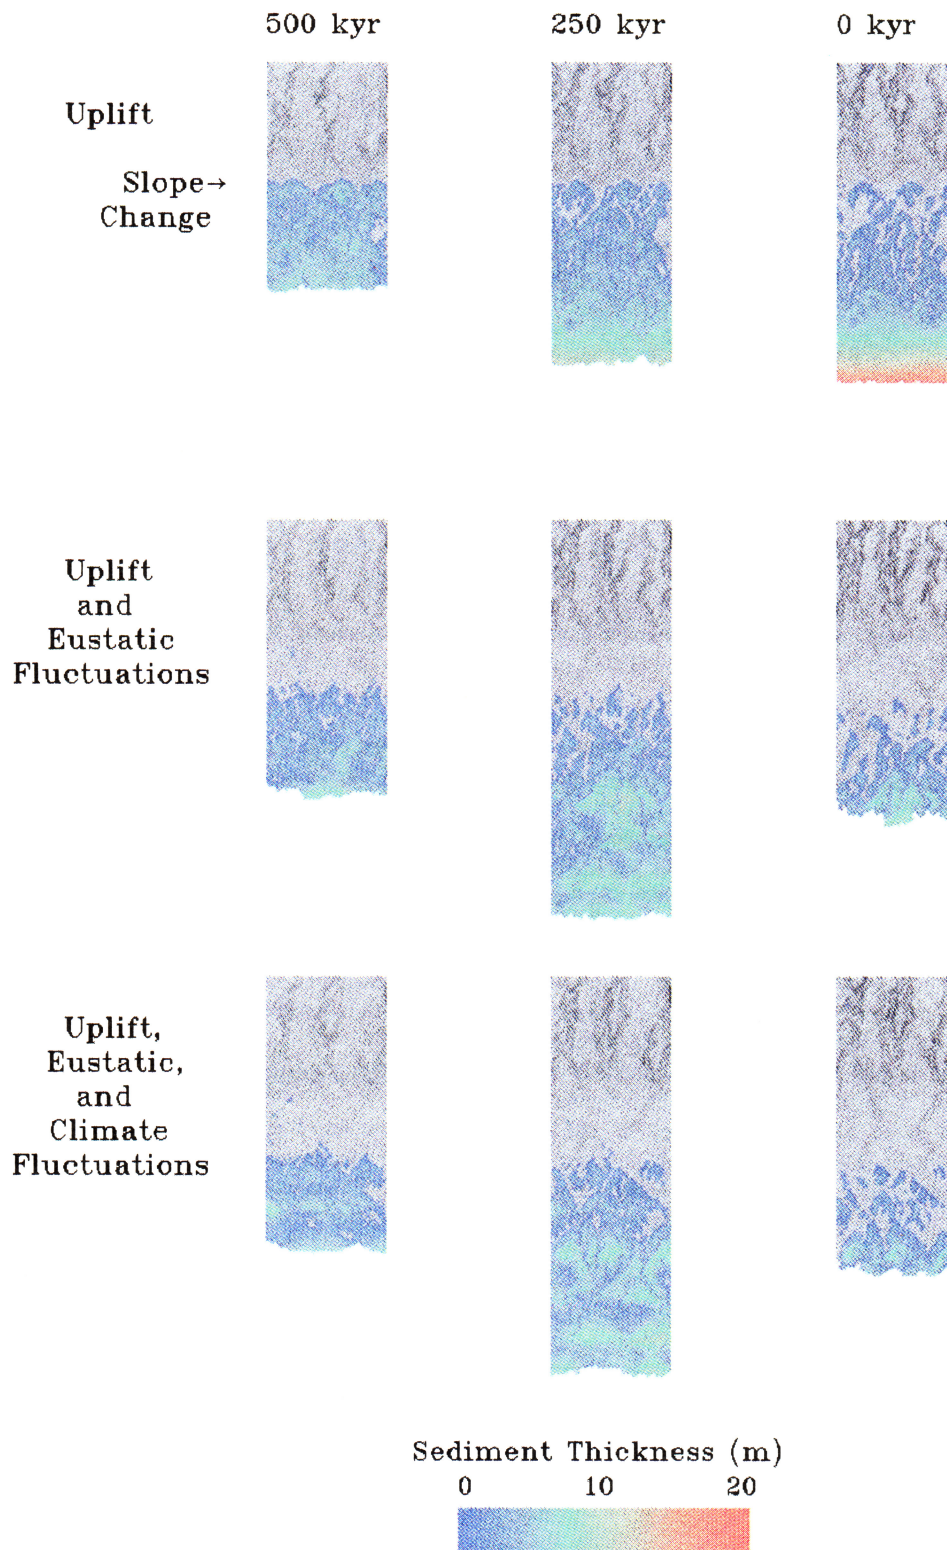 500 kyr 250 kyr 0 kyr
Uplift
Slope→
Change
Uplift
and
Eustatic
Fluctuations
Uplift,
Eustatic,
and
Climate
Fluctuations
Sediment Thickness (m)
0 10 20